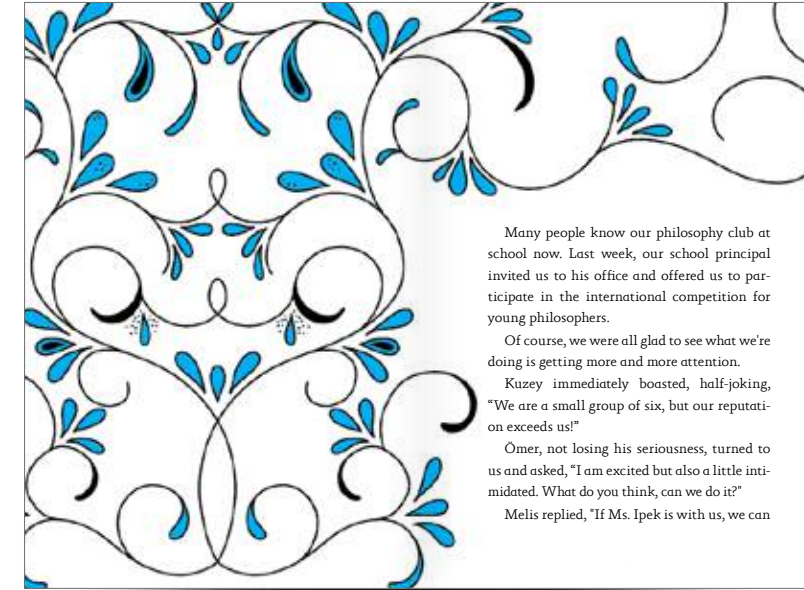 Many people know our philosophy club at
school now. Last week, our school principal
invited us to his office and offered us to par-
ticipate in the international competition for
young philosophers.
Of course, we were all glad to see what we're
doing is getting more and more attention.
Kuzey immediately boasted, half-joking,
“We are a small group of six, but our reputati-
on exceeds us!”
Ömer, not losing his seriousness, turned to
us and asked, “I am excited but also a little inti-
midated. What do you think, can we do it?"
Melis replied, "If Ms. Ipek is with us, we can